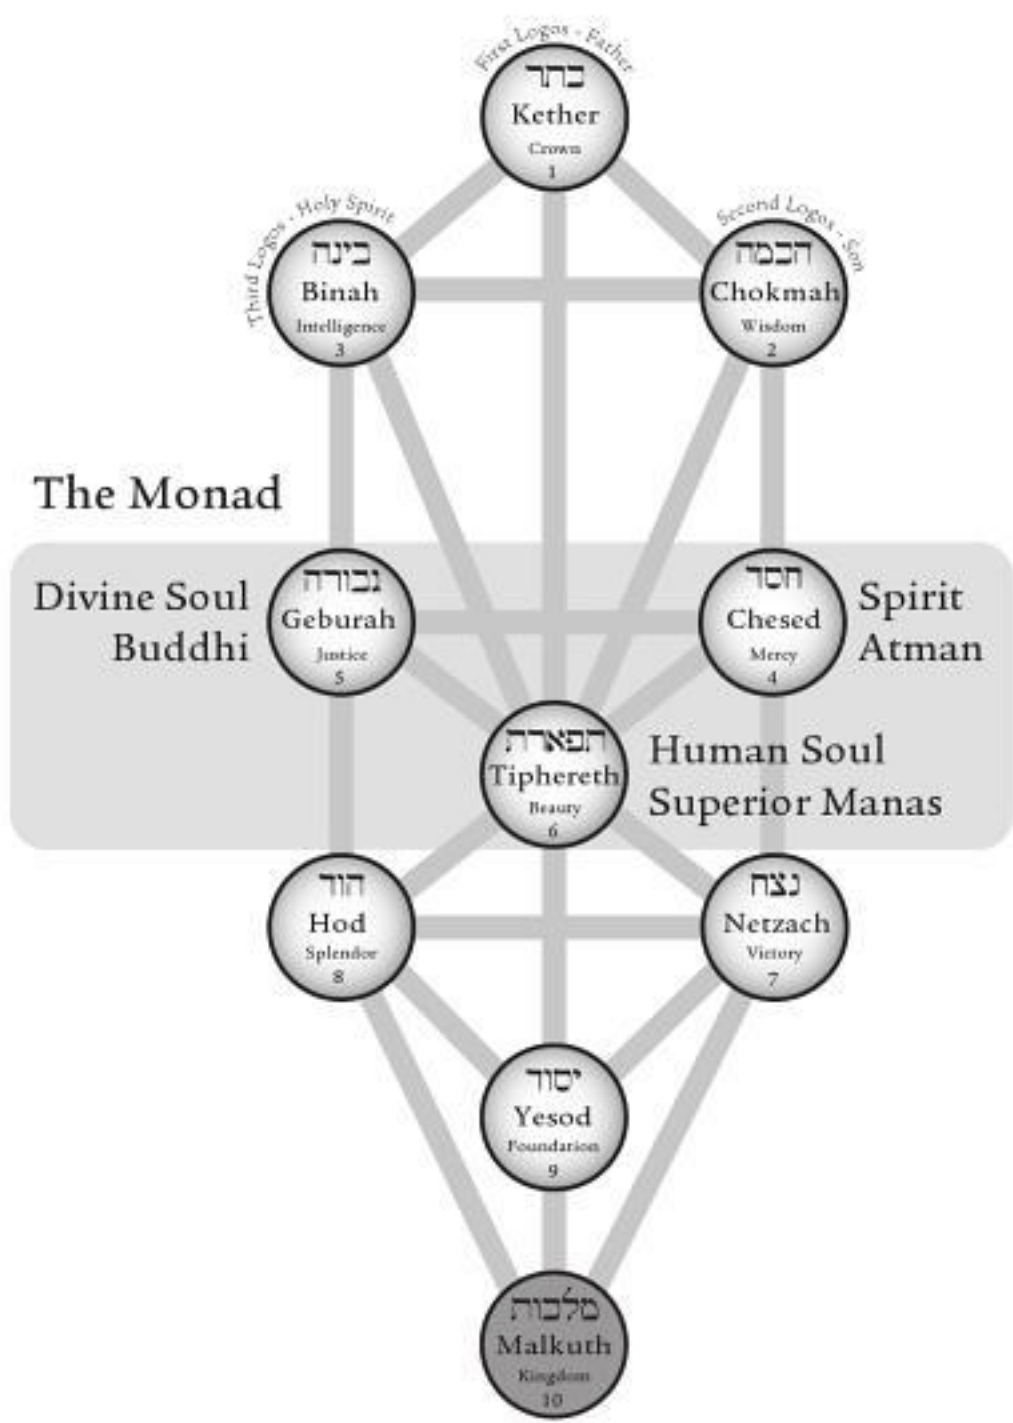 First Logos - Father
כתר
Kether
Crown
1
Third Logos - Holy Spirit
בינה
Binah
Intelligence
3
Second Logos - Son
הכמה
Chokmah
Wisdom
2
The Monad
Divine Soul
Buddhi
גבורה
Geburah
Justice
5
חסד
Chesed
Mercy
4
Spirit
Atman
תפארת
Tiphereth
Beauty
6
Human Soul
Superior Manas
הוד
Hod
Splendor
8
נצח
Netzach
Victory
7
יסוד
Yesod
Foundation
9
מלכות
Malkuth
Kingdom
10